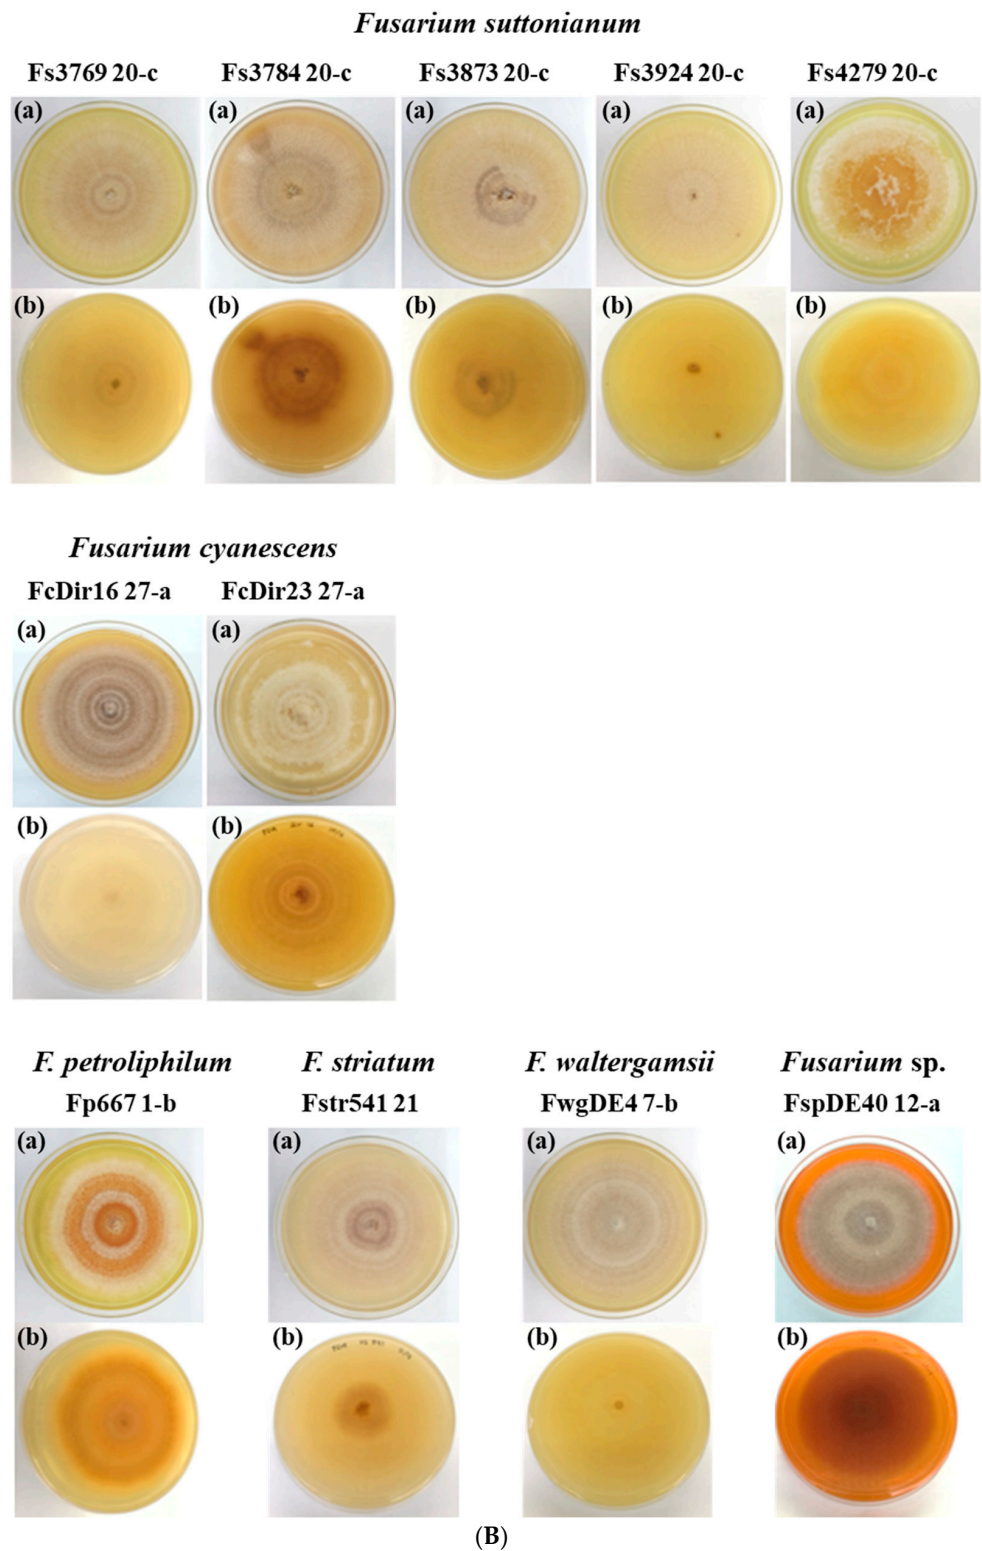 Fusarium suttonianum
Fs3769 20-c Fs3784 20-c Fs3873 20-c Fs3924 20-c Fs4279 20-c
(a) (a) (a) (a) (a)
(b) (b) (b) (b) (b)
Fusarium cyanescens
FcDir16 27-a FcDir23 27-a
(a) (a)
(b) (b)
F. petroliphilum F. striatum F. waltergamsii Fusarium sp.
Fp667 1-b Fstr541 21 FwgDE4 7-b FspDE40 12-a
(a) (a) (a) (a)
(b) (b) (b) (b)
(B)